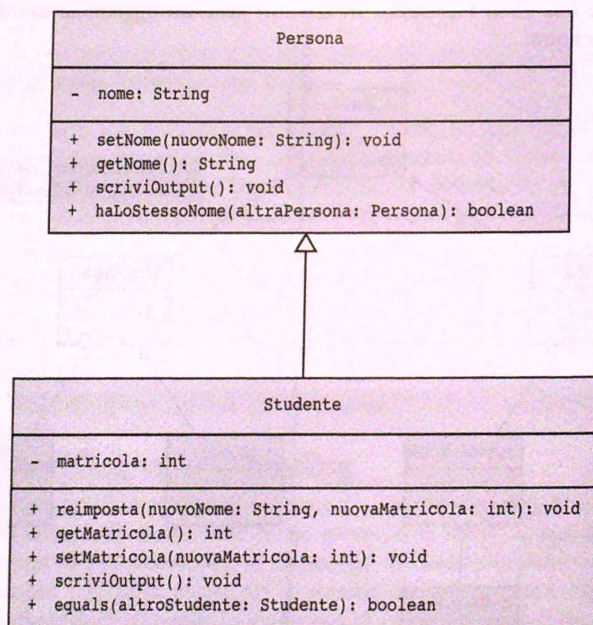 Persona
- nome: String
+ setNome(nuovoNome: String): void
+ getNome(): String
+ scriviOutput(): void
+ haLoStessoNome(altraPersona: Persona): boolean
Studente
- matricola: int
+ reimposta(nuovoNome: String, nuovaMatricola: int): void
+ getMatricola(): int
+ setMatricola(nuovaMatricola: int): void
+ scriviOutput(): void
+ equals(altroStudente: Studente): boolean